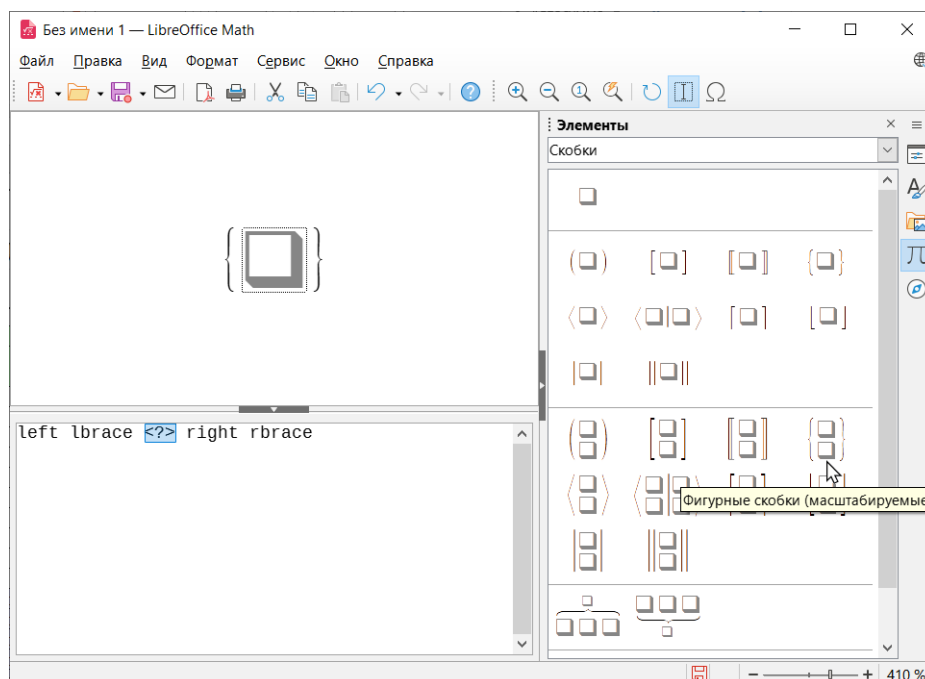 Без имени 1 — LibreOffice Math
Файл Правка Вид Формат Сервис Окно Справка
Элементы
Скобки
left lbrace <?> right rbrace
Фигурные скобки (масштабируемые
410 %